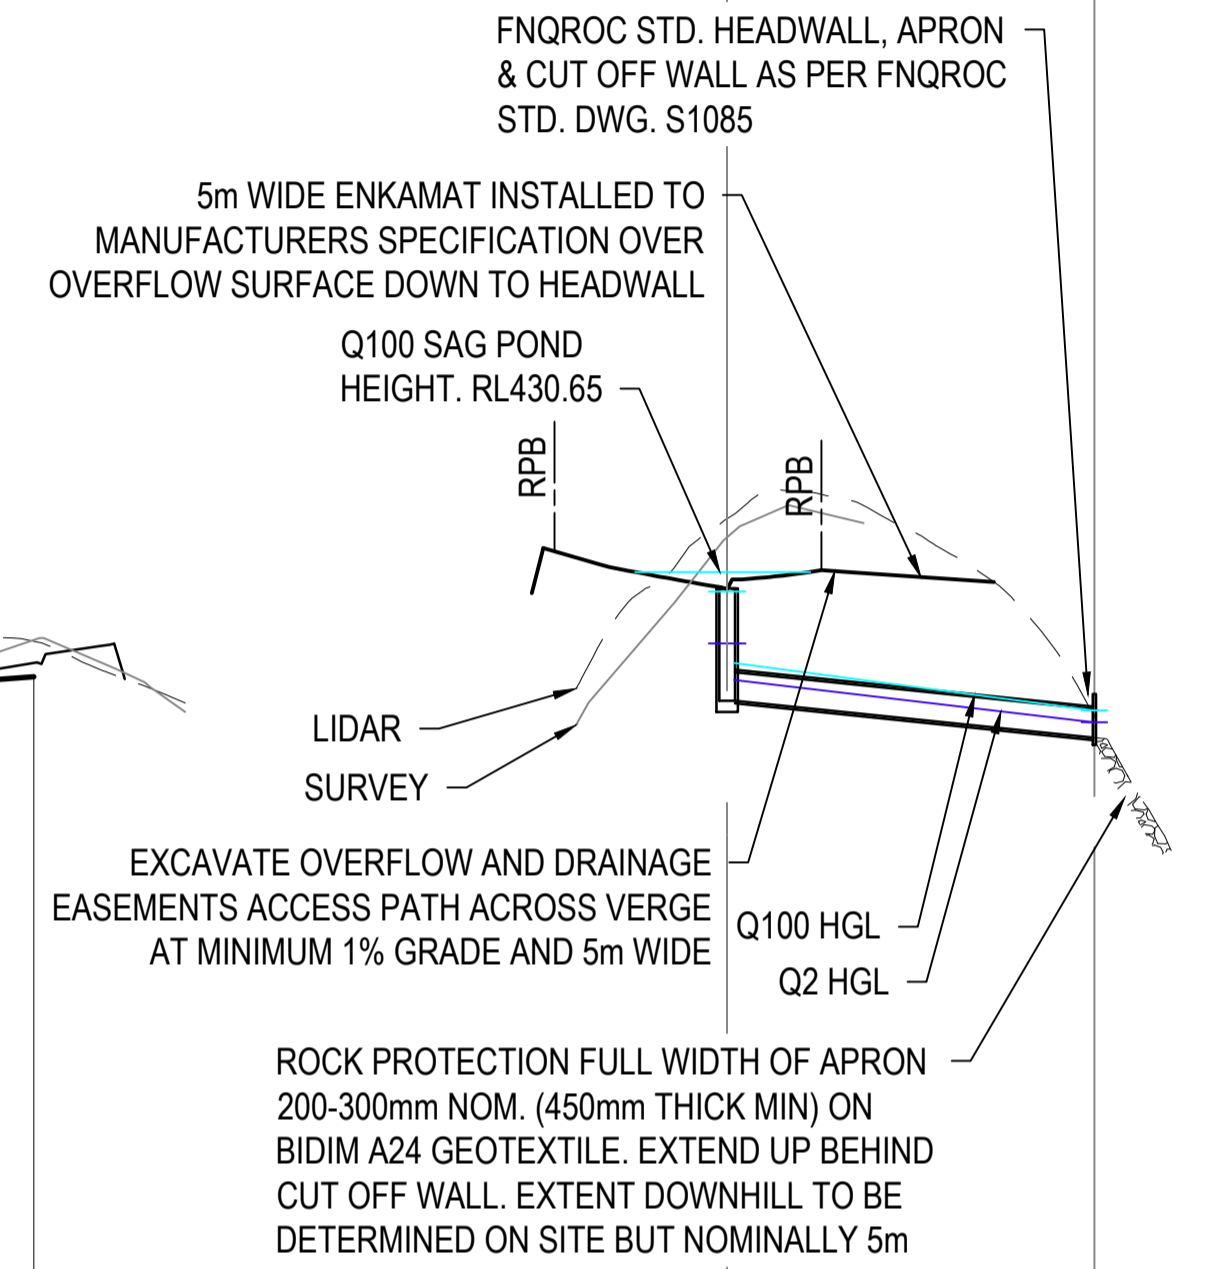 FNQROC STD. HEADWALL, APRON
& CUT OFF WALL AS PER FNQROC
STD. DWG. S1085
5m WIDE ENKAMAT INSTALLED TO
MANUFACTURERS SPECIFICATION OVER
OVERFLOW SURFACE DOWN TO HEADWALL
Q100 SAG POND
HEIGHT. RL430.65
RPB
RPB
LIDAR
SURVEY
EXCAVATE OVERFLOW AND DRAINAGE
EASEMENTS ACCESS PATH ACROSS VERGE
AT MINIMUM 1% GRADE AND 5m WIDE
Q100 HGL
Q2 HGL
ROCK PROTECTION FULL WIDTH OF APRON
200-300mm NOM. (450mm THICK MIN) ON
BIDIM A24 GEOTEXTILE. EXTEND UP BEHIND
CUT OFF WALL. EXTENT DOWNHILL TO BE
DETERMINED ON SITE BUT NOMINALLY 5m